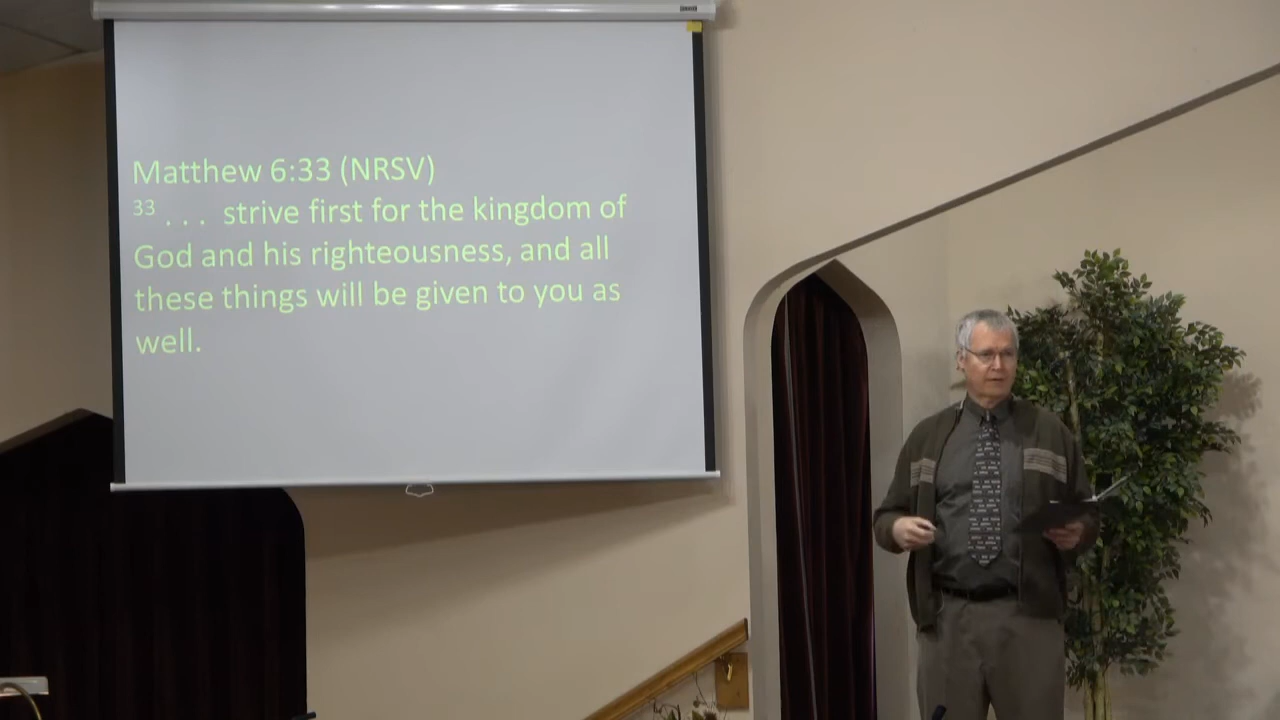 Matthew 6:33 (NRSV)
33 . . . strive first for the kingdom of
God and his righteousness, and all
these things will be given to you as
well.